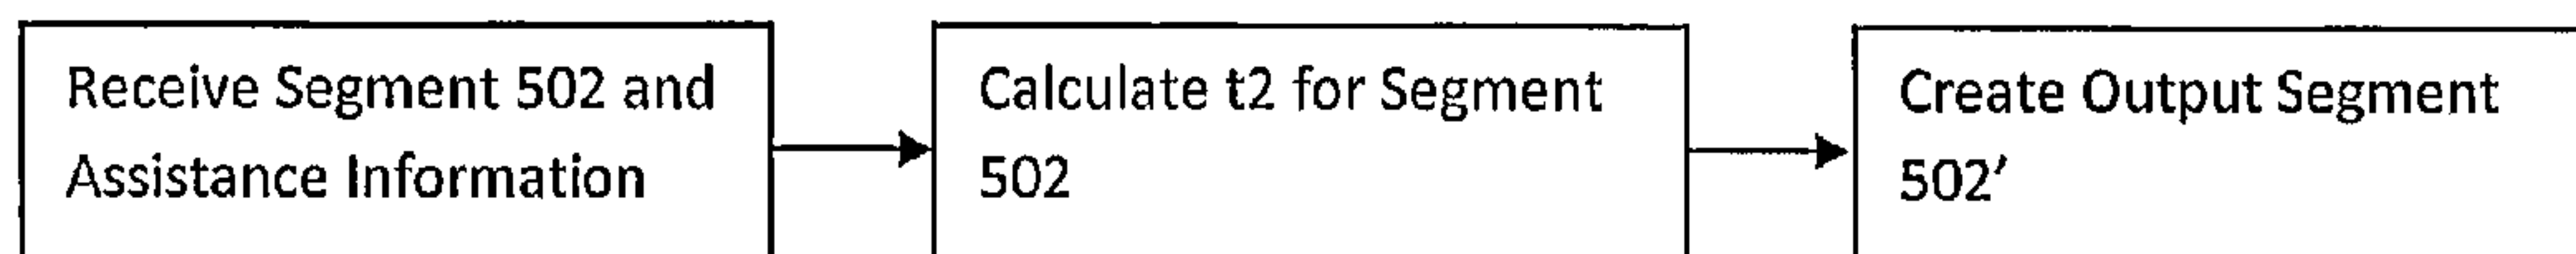 Receive Segment 502 and
Assistance Information
Calculate t2 for Segment
502
Create Output Segment
502′